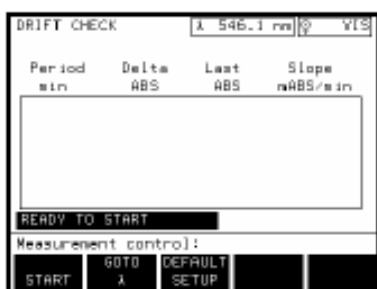 DRIFT CHECK λ 546.1 nm VIS
Period Delta Last Slope
min ABS ABS mABS/min
READY TO START
Measurement control:
START GOTO λ DEFAULT SETUP